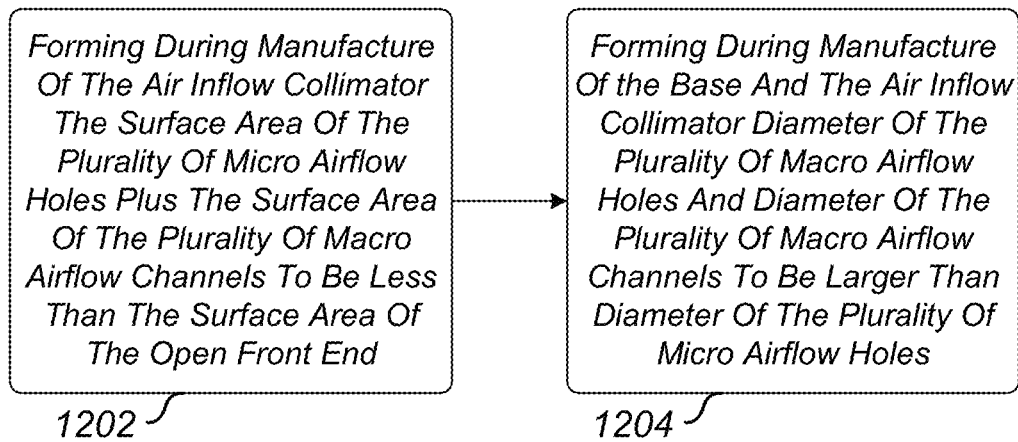 Forming During Manufacture
Of The Air Inflow Collimator
The Surface Area Of The
Plurality Of Micro Airflow
Holes Plus The Surface Area
Of The Plurality Of Macro
Airflow Channels To Be Less
Than The Surface Area Of
The Open Front End
1202
Forming During Manufacture
Of the Base And The Air Inflow
Collimator Diameter Of The
Plurality Of Macro Airflow
Holes And Diameter Of The
Plurality Of Macro Airflow
Channels To Be Larger Than
Diameter Of The Plurality Of
Micro Airflow Holes
1204